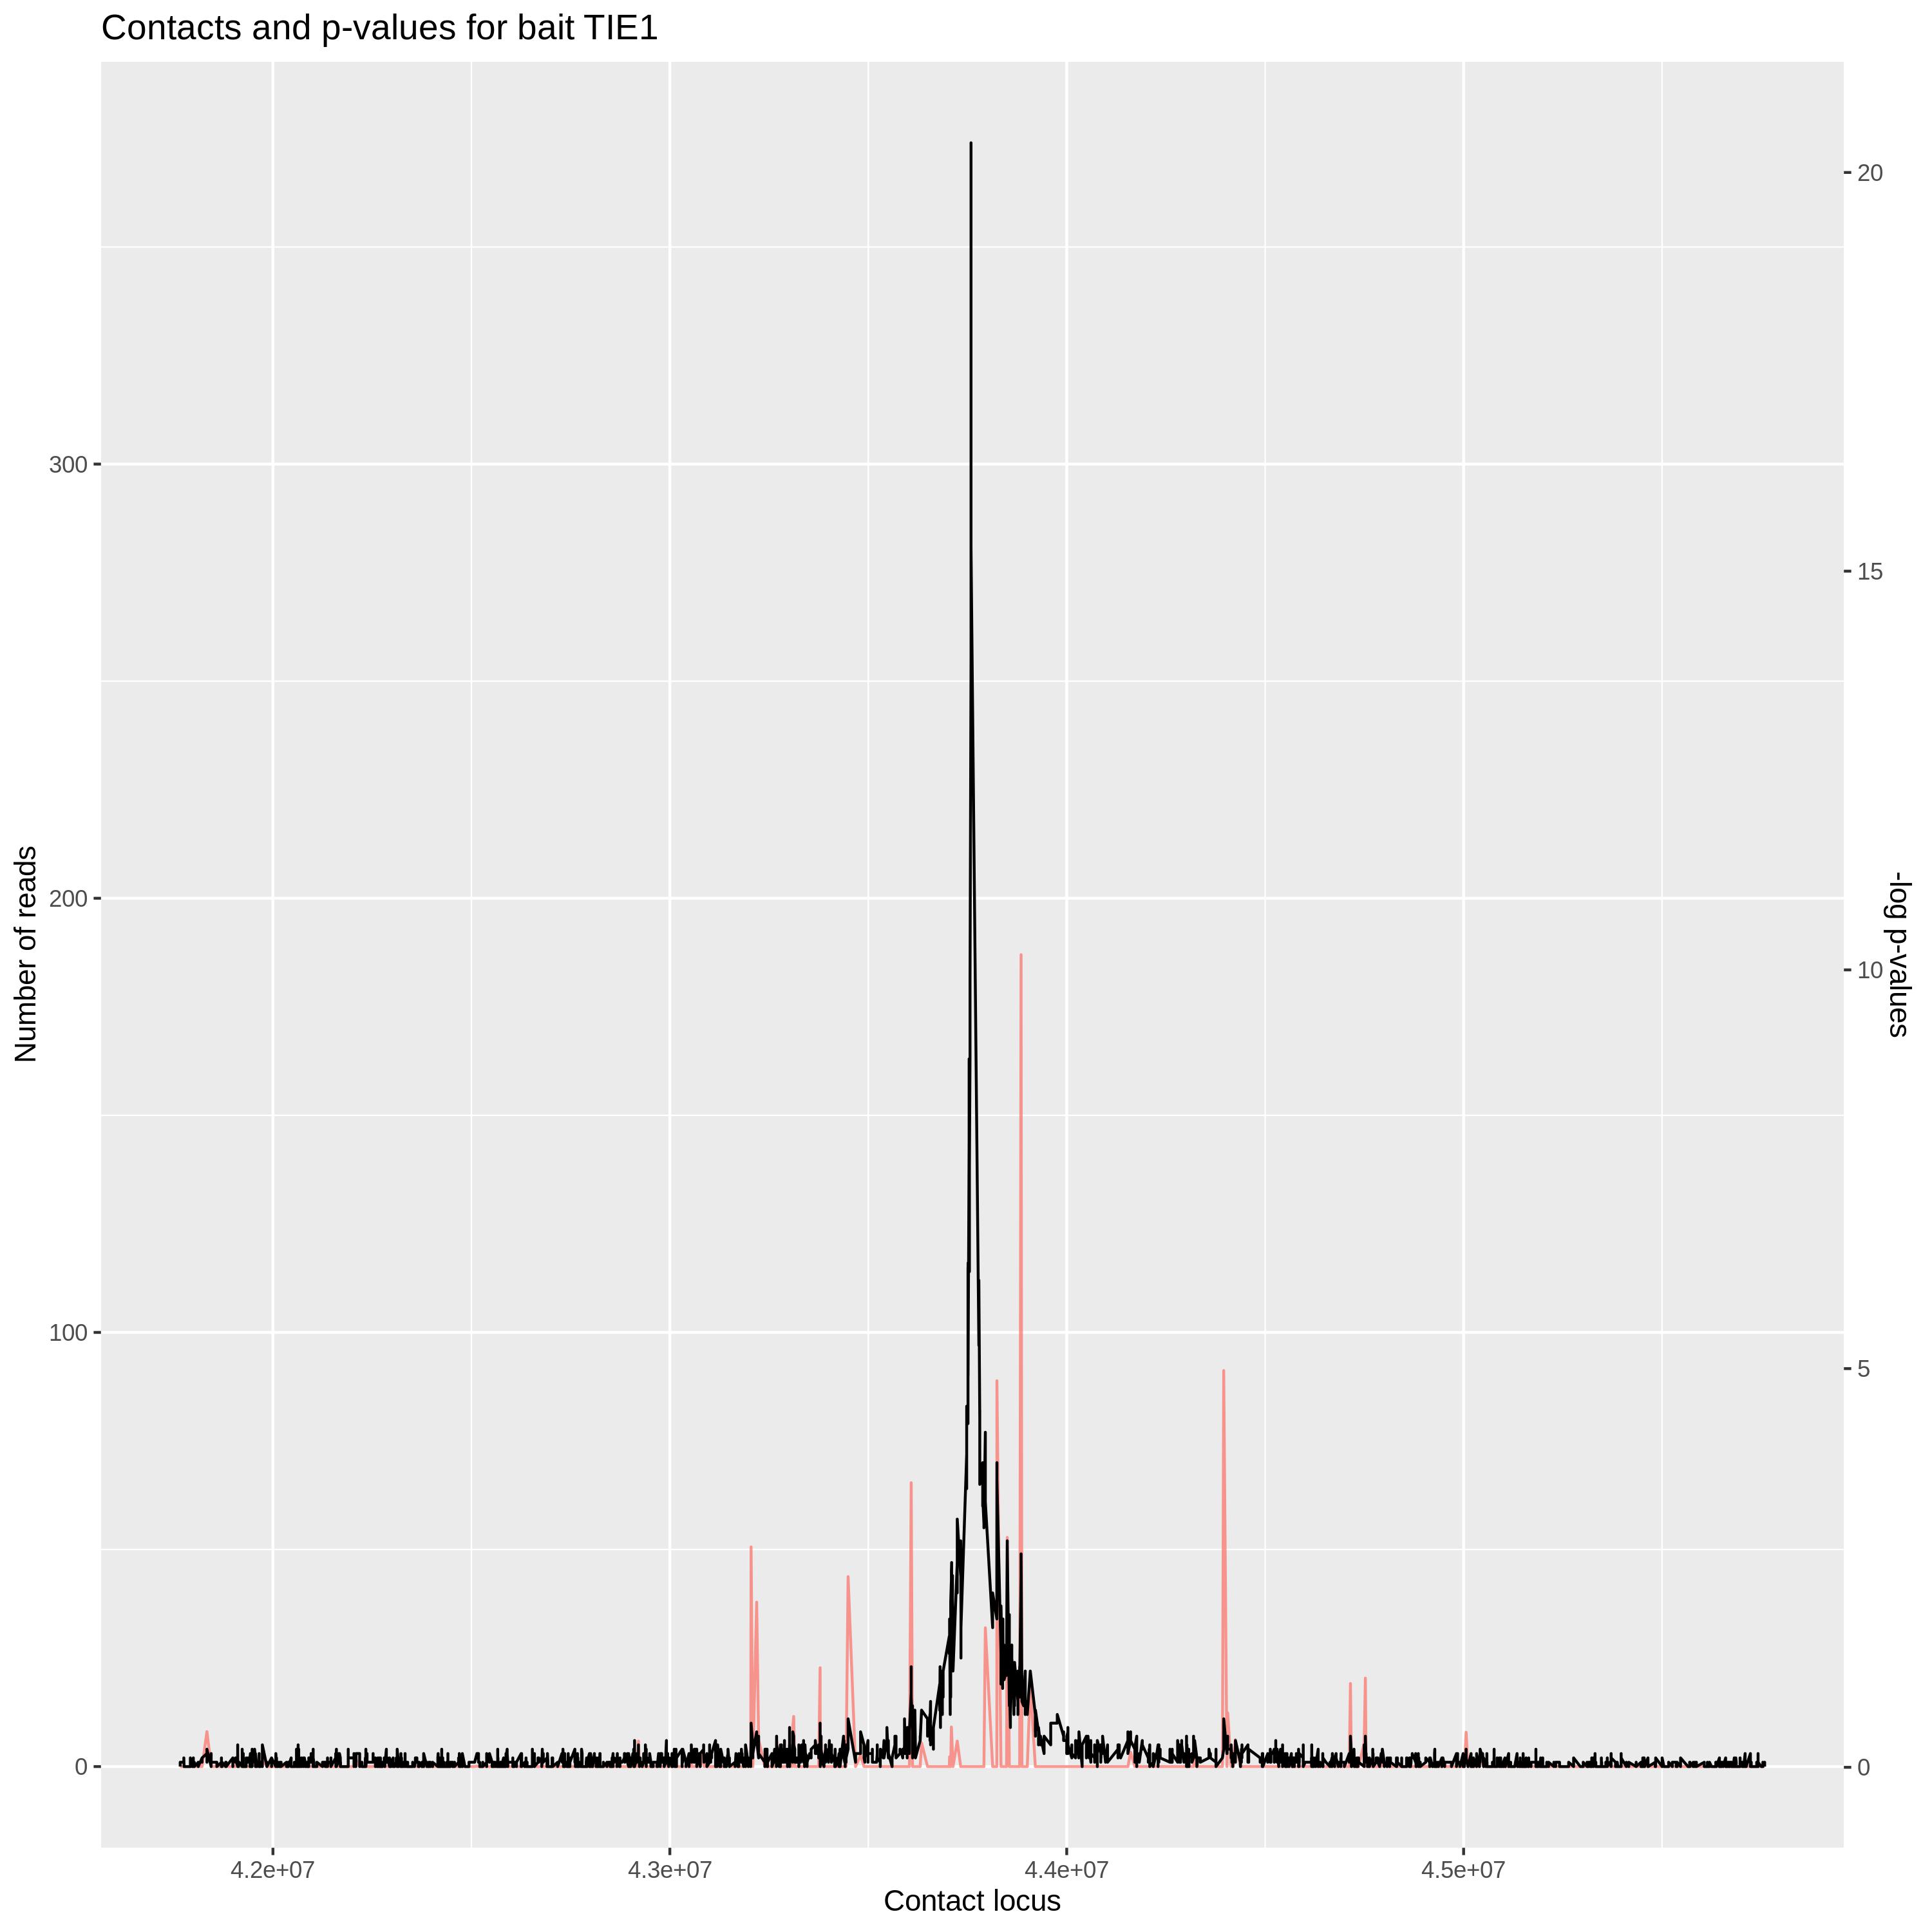 Contacts and p-values for bait TIE1
Number of reads
300
200
100
0
20
15
10
5
0
-log p-values
4.2e+07
4.3e+07
4.4e+07
4.5e+07
Contact locus